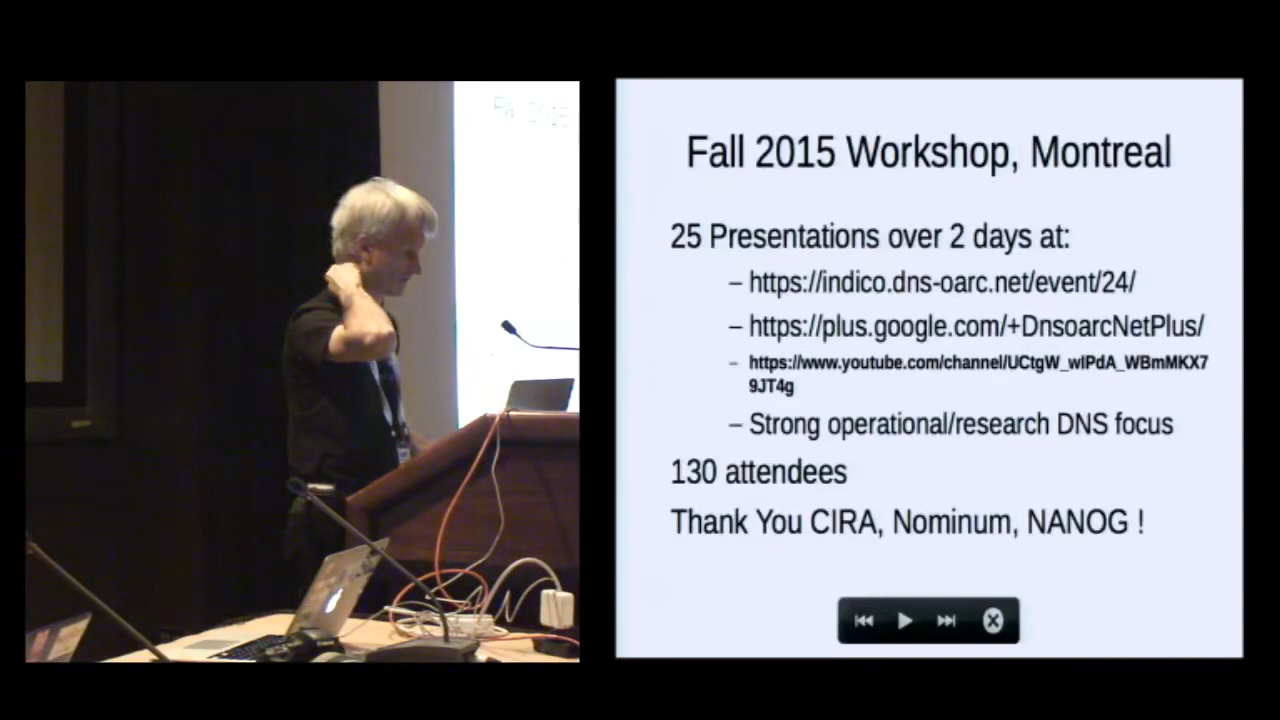 Fall 2015 Workshop, Montreal
25 Presentations over 2 days at:
– https://indico.dns-oarc.net/event/24/
– https://plus.google.com/+DnsoarcNetPlus/
– https://www.youtube.com/channel/UCtgW_wlPdA_WBmMKX7
9JT4g
– Strong operational/research DNS focus
130 attendees
Thank You CIRA, Nominum, NANOG !